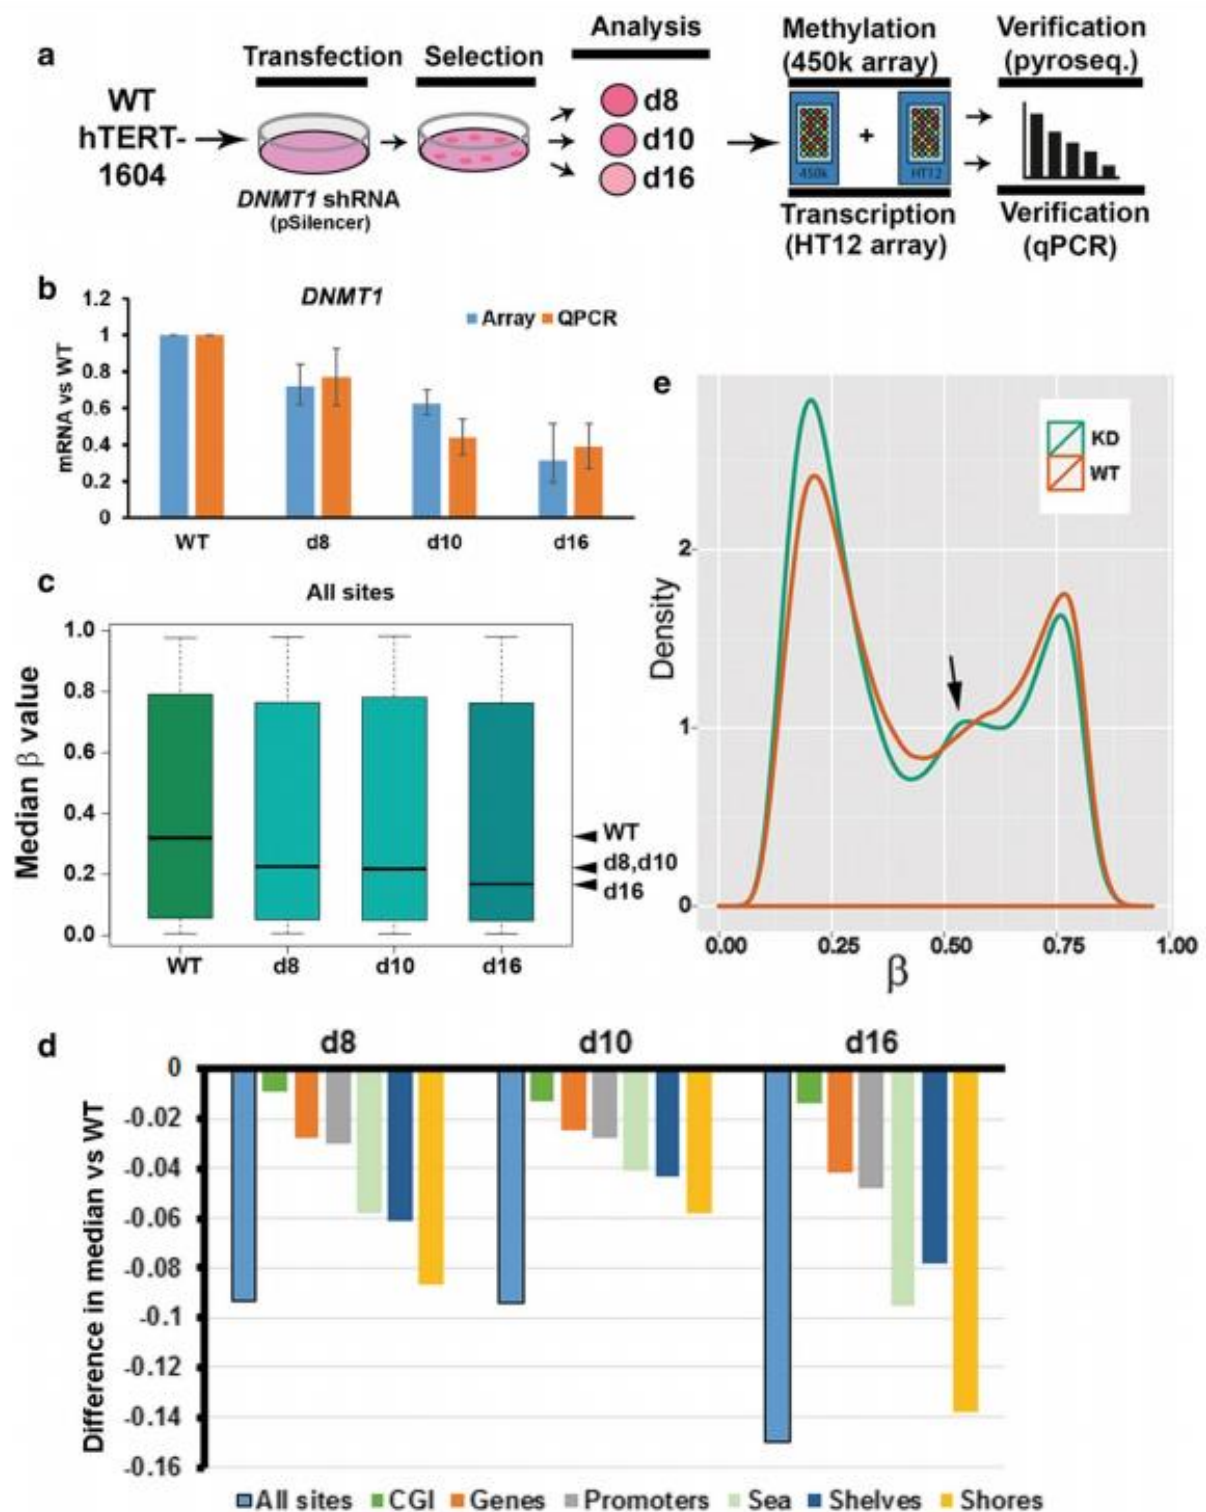 a
WT
hTERT-
1604
Transfection
DNMT1 shRNA
(pSilencer)
Selection
Analysis
d8
d10
d16
Methylation
(450k array)
450k
+
HT12
Transcription
(HT12 array)
Verification
(pyroseq.)
Verification
(qPCR)
b
DNMT1
Array QPCR
mRNA vs WT
1.2
1
0.8
0.6
0.4
0.2
0
WT d8 d10 d16
c
All sites
Median β value
1.0
0.8
0.6
0.4
0.2
0.0
WT
d8,d10
d16
WT d8 d10 d16
e
KD
WT
Density
2
1
0
0.00 0.25 0.50 0.75 1.00
β
d
d8 d10 d16
Difference in median vs WT
0
-0.02
-0.04
-0.06
-0.08
-0.1
-0.12
-0.14
-0.16
All sites CGI Genes Promoters Sea Shelves Shores